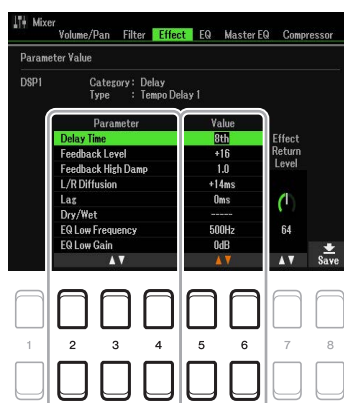 Mixer
Volume/Pan Filter Effect EQ Master EQ Compressor
Parameter Value
DSP1 Category: Delay
Type : Tempo Delay 1
Parameter Value
Delay Time 8th
Feedback Level +16
Feedback High Damp 1.0
L/R Diffusion +14ms
Lag 0ms
Dry/Wet -----
EQ Low Frequency 500Hz
EQ Low Gain 0dB
Effect
Return
Level
64
Save
1 2 3 4 5 6 7 8